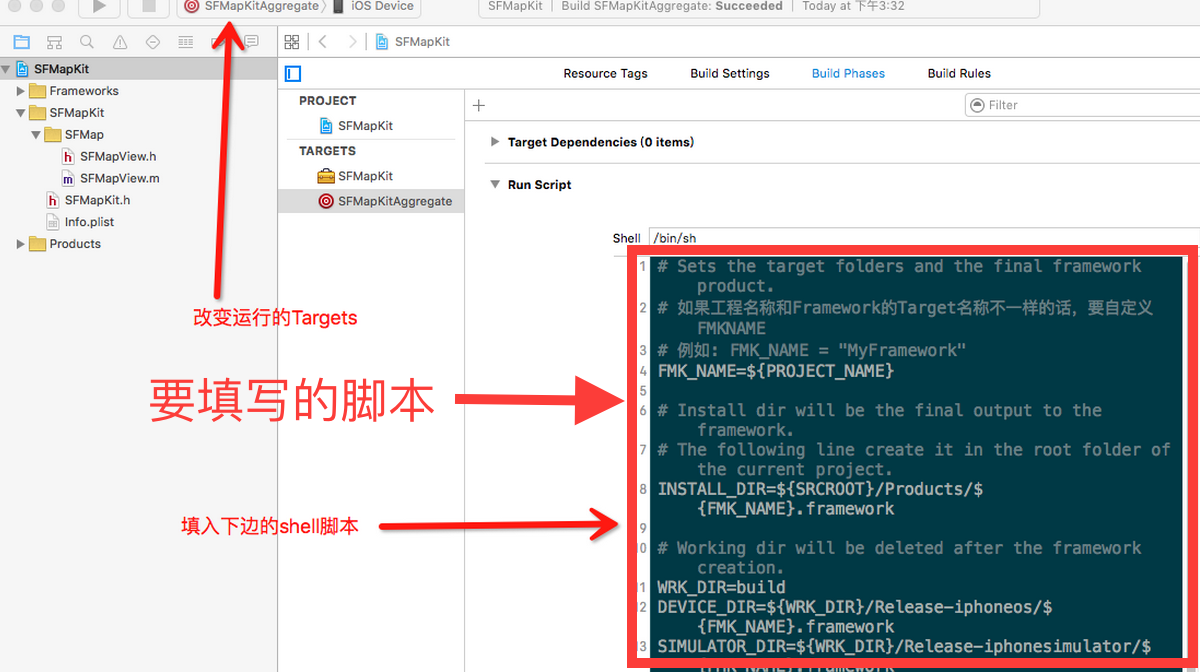 SFMapKitAggregate 〉 iOS Device
SFMapKit | Build SFMapKitAggregate: Succeeded | Today at 下午3:32
SFMapKit
SFMapKit
Resource Tags Build Settings Build Phases Build Rules
Frameworks
SFMapKit
SFMap
SFMapView.h
SFMapView.m
SFMapKit.h
Info.plist
Products
PROJECT
SFMapKit
TARGETS
SFMapKit
SFMapKitAggregate
Filter
Target Dependencies (0 items)
Run Script
Shell /bin/sh
1 # Sets the target folders and the final framework
product.
2 # 如果工程名称和Framework的Target名称不一样的话，要自定义
FMKNAME
3 # 例如: FMK_NAME = "MyFramework"
4 FMK_NAME=${PROJECT_NAME}
5
6 # Install dir will be the final output to the
framework.
7 # The following line create it in the root folder of
the current project.
8 INSTALL_DIR=${SRCROOT}/Products/$
{FMK_NAME}.framework
9
0 # Working dir will be deleted after the framework
creation.
1 WRK_DIR=build
2 DEVICE_DIR=${WRK_DIR}/Release-iphoneos/$
{FMK_NAME}.framework
3 SIMULATOR_DIR=${WRK_DIR}/Release-iphonesimulator/$
{FMK_NAME}.framework
改变运行的Targets
要填写的脚本
填入下边的shell脚本